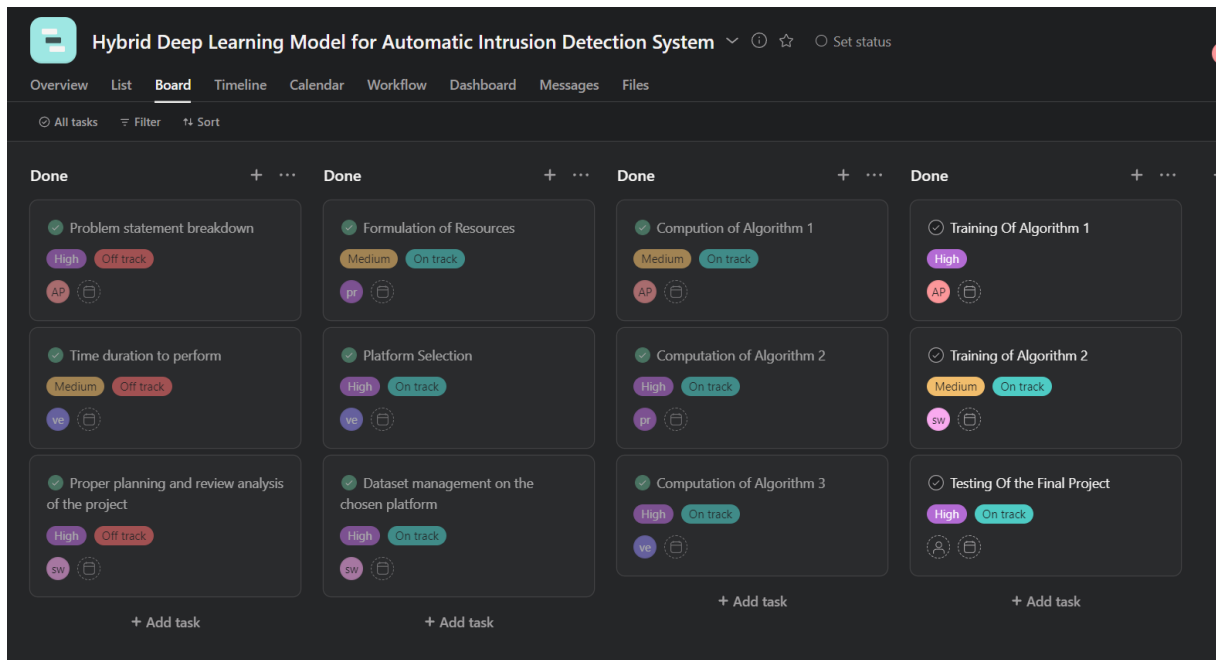 Hybrid Deep Learning Model for Automatic Intrusion Detection System Set status
Overview List Board Timeline Calendar Workflow Dashboard Messages Files
All tasks Filter Sort
Done
Problem statement breakdown
High Off track
AP
Time duration to perform
Medium Off track
ve
Proper planning and review analysis
of the project
High Off track
sw
+ Add task
Done
Formulation of Resources
Medium On track
pr
Platform Selection
High On track
ve
Dataset management on the
chosen platform
High On track
sw
+ Add task
Done
Compution of Algorithm 1
Medium On track
AP
Computation of Algorithm 2
High On track
pr
Computation of Algorithm 3
High On track
ve
+ Add task
Done
Training Of Algorithm 1
High
AP
Training of Algorithm 2
Medium On track
sw
Testing Of the Final Project
High On track
+ Add task